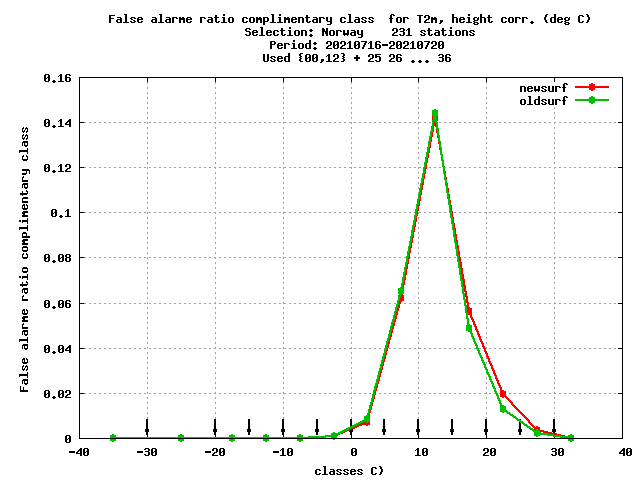 False alarme ratio complimentary class  for T2m, height corr. (deg C)
Selection: Norway    231 stations
Period: 20210716-20210720
Used {00,12} + 25 26 ... 36
newsurf
oldsurf
False alarme ratio complimentary class
0.16
0.14
0.12
0.1
0.08
0.06
0.04
0.02
0
-40 -30 -20 -10 0 10 20 30 40
classes C)